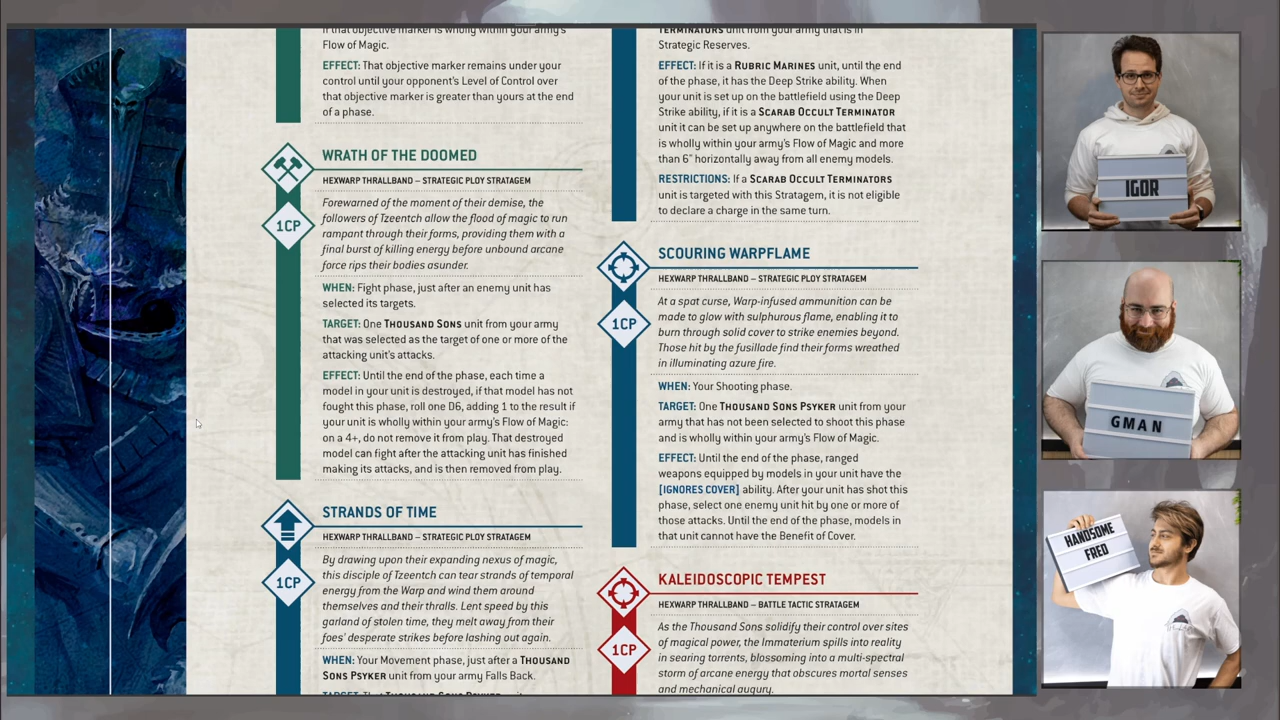 if that objective marker is wholly within your army's
Flow of Magic.
EFFECT: That objective marker remains under your
control until your opponent's Level of Control over
that objective marker is greater than yours at the end
of a phase.
WRATH OF THE DOOMED
HEXWARP THRALLBAND – STRATEGIC PLOY STRATAGEM
1CP
Forewarned of the moment of their demise, the
followers of Tzeentch allow the flood of magic to run
rampant through their forms, providing them with a
final burst of killing energy before unbound arcane
force rips their bodies asunder.
WHEN: Fight phase, just after an enemy unit has
selected its targets.
TARGET: One THOUSAND SONS unit from your army
that was selected as the target of one or more of the
attacking unit's attacks.
EFFECT: Until the end of the phase, each time a
model in your unit is destroyed, if that model has not
fought this phase, roll one D6, adding 1 to the result if
your unit is wholly within your army's Flow of Magic:
on a 4+, do not remove it from play. That destroyed
model can fight after the attacking unit has finished
making its attacks, and is then removed from play.
STRANDS OF TIME
HEXWARP THRALLBAND – STRATEGIC PLOY STRATAGEM
1CP
By drawing upon their expanding nexus of magic,
this disciple of Tzeentch can tear strands of temporal
energy from the Warp and wind them around
themselves and their thralls. Lent speed by this
garland of stolen time, they melt away from their
foes' desperate strikes before lashing out again.
WHEN: Your Movement phase, just after a THOUSAND
SONS PSYKER unit from your army Falls Back.
TARGET: That THOUSAND SONS PSYKER unit
TERMINATORS unit from your army that is in
Strategic Reserves.
EFFECT: If it is a RUBRIC MARINES unit, until the end
of the phase, it has the Deep Strike ability. When
your unit is set up on the battlefield using the Deep
Strike ability, if it is a SCARAB OCCULT TERMINATOR
unit it can be set up anywhere on the battlefield that
is wholly within your army's Flow of Magic and more
than 6" horizontally away from all enemy models.
RESTRICTIONS: If a SCARAB OCCULT TERMINATORS
unit is targeted with this Stratagem, it is not eligible
to declare a charge in the same turn.
SCOURING WARPFLAME
HEXWARP THRALLBAND – STRATEGIC PLOY STRATAGEM
1CP
At a spat curse, Warp-infused ammunition can be
made to glow with sulphurous flame, enabling it to
burn through solid cover to strike enemies beyond.
Those hit by the fusillade find their forms wreathed
in illuminating azure fire.
WHEN: Your Shooting phase.
TARGET: One THOUSAND SONS PSYKER unit from your
army that has not been selected to shoot this phase
and is wholly within your army's Flow of Magic.
EFFECT: Until the end of the phase, ranged
weapons equipped by models in your unit have the
[IGNORES COVER] ability. After your unit has shot this
phase, select one enemy unit hit by one or more of
those attacks. Until the end of the phase, models in
that unit cannot have the Benefit of Cover.
KALEIDOSCOPIC TEMPEST
HEXWARP THRALLBAND – BATTLE TACTIC STRATAGEM
1CP
As the Thousand Sons solidify their control over sites
of magical power, the Immaterium spills into reality
in searing torrents, blossoming into a multi-spectral
storm of arcane energy that obscures mortal senses
and mechanical augury.
IGOR
GMAN
HANDSOME
FRED